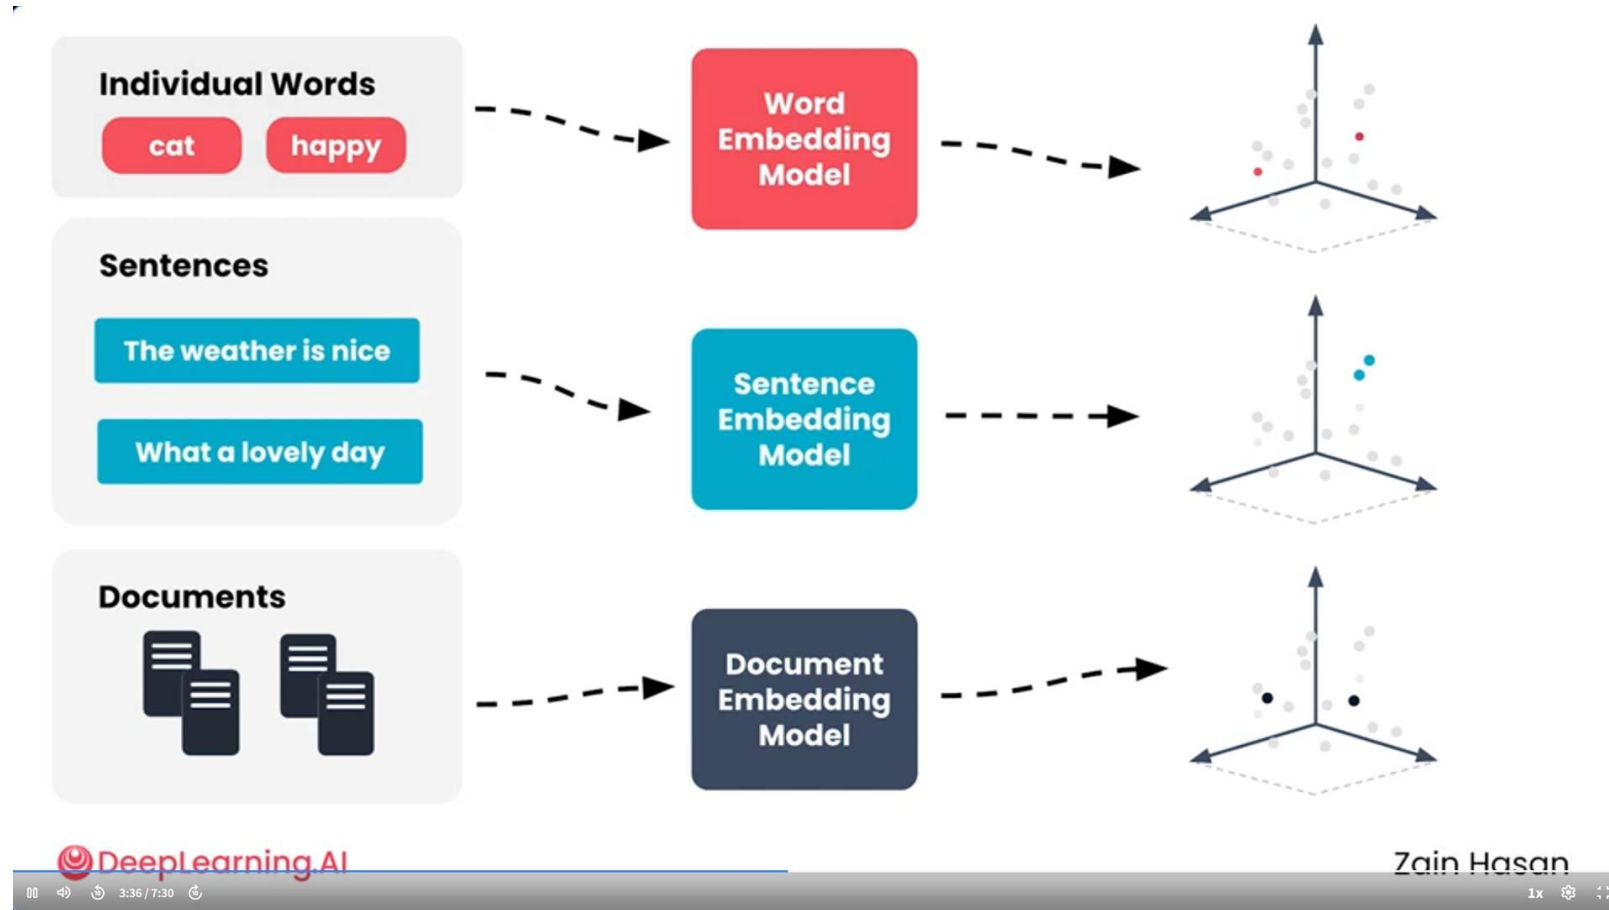 Individual Words
cat
happy
Word
Embedding
Model
Sentences
The weather is nice
What a lovely day
Sentence
Embedding
Model
Documents
Document
Embedding
Model
DeepLearning.AI
Zain Hasan
3:36 / 7:30
1x